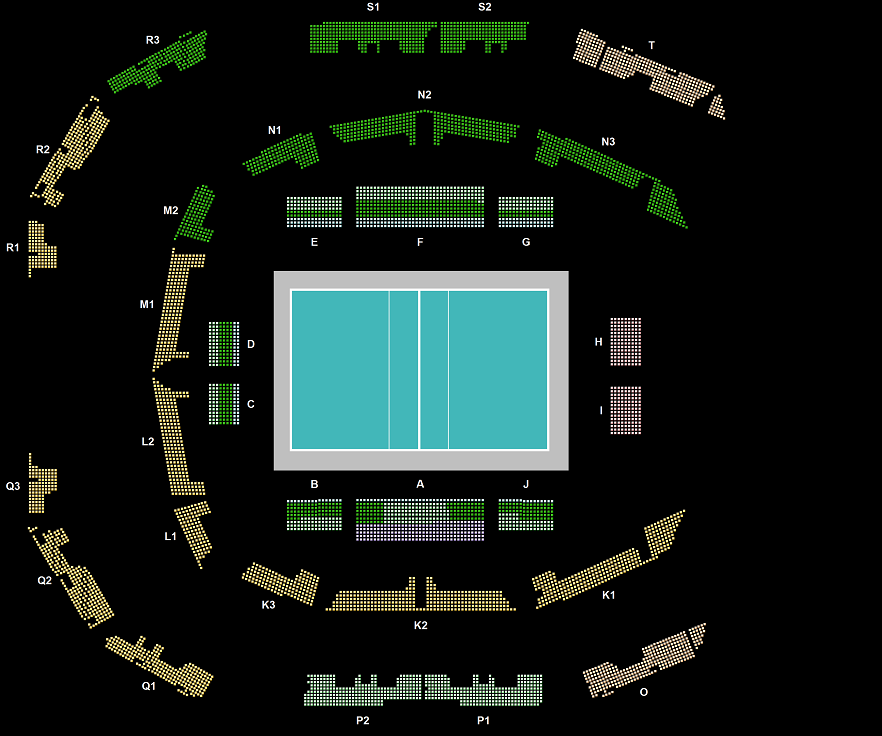 S1 S2
R3 T
N2
N1 N3
R2
M2
E F G
R1
M1
D H
C I
L2
B A J
Q3
L1
Q2 K3 K1
K2
Q1 O
P2 P1